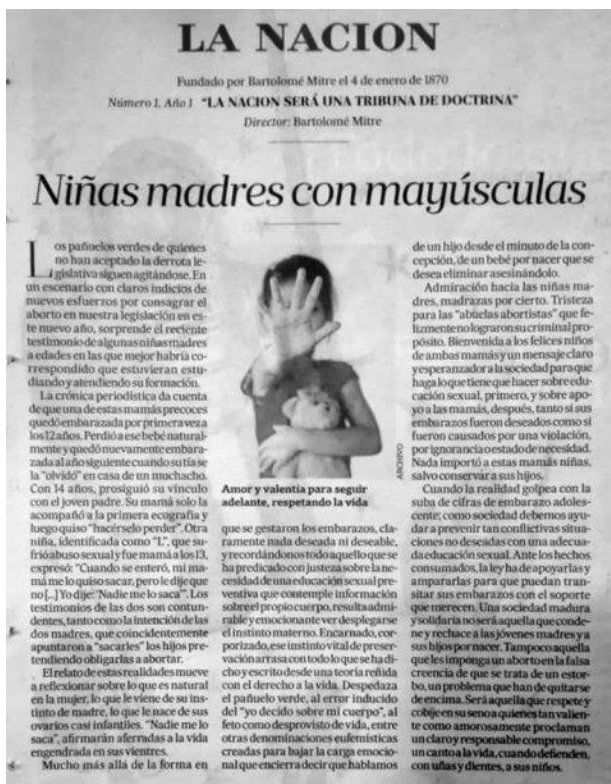 LA NACION
Fundado por Bartolomé Mitre el 4 de enero de 1870
Número 1, Año 1 “LA NACION SERÁ UNA TRIBUNA DE DOCTRINA”
Director: Bartolomé Mitre
Niñas madres con mayúsculas
Los pañuelos verdes de quienes
no han aceptado la derrota le-
gislativa siguen agitándose. En
un escenario con claros indicios de
nuevos esfuerzos por consagrar el
aborto en nuestra legislación en es-
te nuevo año, sorprende el reciente
testimonio de algunas niñas madres
a edades en las que mejor habría co-
rrespondido que estuvieran estu-
diando y atendiendo su formación.
La crónica periodística da cuenta
de que una de estas mamás precoces
quedó embarazada por primera vez a
los 12 años. Perdió a ese bebé natural-
mente y quedó nuevamente embara-
zada al año siguiente cuando su tía se
la “olvidó” en casa de un muchacho.
Con 14 años, prosiguió su vínculo
con el joven padre. Su mamá solo la
acompañó a la primera ecografía y
luego quiso “hacérselo perder”. Otra
niña, identificada como “L”, que su-
frió abuso sexual y fue mamá a los 13,
expresó: “Cuando se enteró, mi ma-
má me lo quiso sacar, pero le dije que
no [...] Yo dije: ‘Nadie me lo saca’”. Los
testimonios de las dos son contun-
dentes, tanto como la intención de las
dos madres, que coincidentemente
apuntaron a “sacarles” los hijos pre-
tendiendo obligarlas a abortar.
El relato de estas realidades mueve
a reflexionar sobre lo que es natural
en la mujer, lo que le viene de su ins-
tinto de madre, lo que le nace de sus
ovarios casi infantiles. “Nadie me lo
saca”, afirmarán aferradas a la vida
engendrada en sus vientres.
Mucho más allá de la forma en
ARCHIVO
Amor y valentía para seguir
adelante, respetando la vida
que se gestaron los embarazos, cla-
ramente nada deseada ni deseable,
y recordándonos todo aquello que se
ha predicado con justeza sobre la ne-
cesidad de una educación sexual pre-
ventiva que contemple información
sobre el propio cuerpo, resulta admi-
rable y emocionante ver desplegarse
el instinto materno. Encarnado, cor-
porizado, ese instinto vital de preser-
vación arrasa con todo lo que se ha di-
cho y escrito desde una teoría reñida
con el derecho a la vida. Despedaza
el pañuelo verde, al error inducido
del “yo decido sobre mi cuerpo”, al
feto como desprovisto de vida, entre
otras denominaciones eufemísticas
creadas para bajar la carga emocio-
nal que encierra decir que hablamos
de un hijo desde el minuto de la con-
cepción, de un bebé por nacer que se
desea eliminar asesinándolo.
Admiración hacia las niñas ma-
dres, madrazas por cierto. Tristeza
para las “abuelas abortistas” que fe-
lizmente no lograron su criminal pro-
pósito. Bienvenida a los felices niños
de ambas mamás y un mensaje claro
y esperanzador a la sociedad para que
haga lo que tiene que hacer sobre edu-
cación sexual, primero, y sobre apo-
yo a las mamás, después, tanto si sus
embarazos fueron deseados como si
fueron causados por una violación,
por ignorancia o estado de necesidad.
Nada importó a estas mamás niñas,
salvo conservar a sus hijos.
Cuando la realidad golpea con la
suba de cifras de embarazo adoles-
cente, como sociedad debemos ayu-
dar a prevenir tan conflictivas situa-
ciones no deseadas con una adecua-
da educación sexual. Ante los hechos
consumados, la ley ha de apoyarlas y
ampararlas para que puedan tran-
sitar sus embarazos con el soporte
que merecen. Una sociedad madura
y solidaria no será aquella que conde-
ne y rechace a las jóvenes madres y a
sus hijos por nacer. Tampoco aquella
que les imponga un aborto en la falsa
creencia de que se trata de un estor-
bo, un problema que han de quitarse
de encima. Será aquella que respete y
cobije en su seno a quienes tan valien-
te como amorosamente proclaman
un claro y responsable compromiso,
un canto a la vida, cuando defienden,
con uñas y dientes, a sus niños.